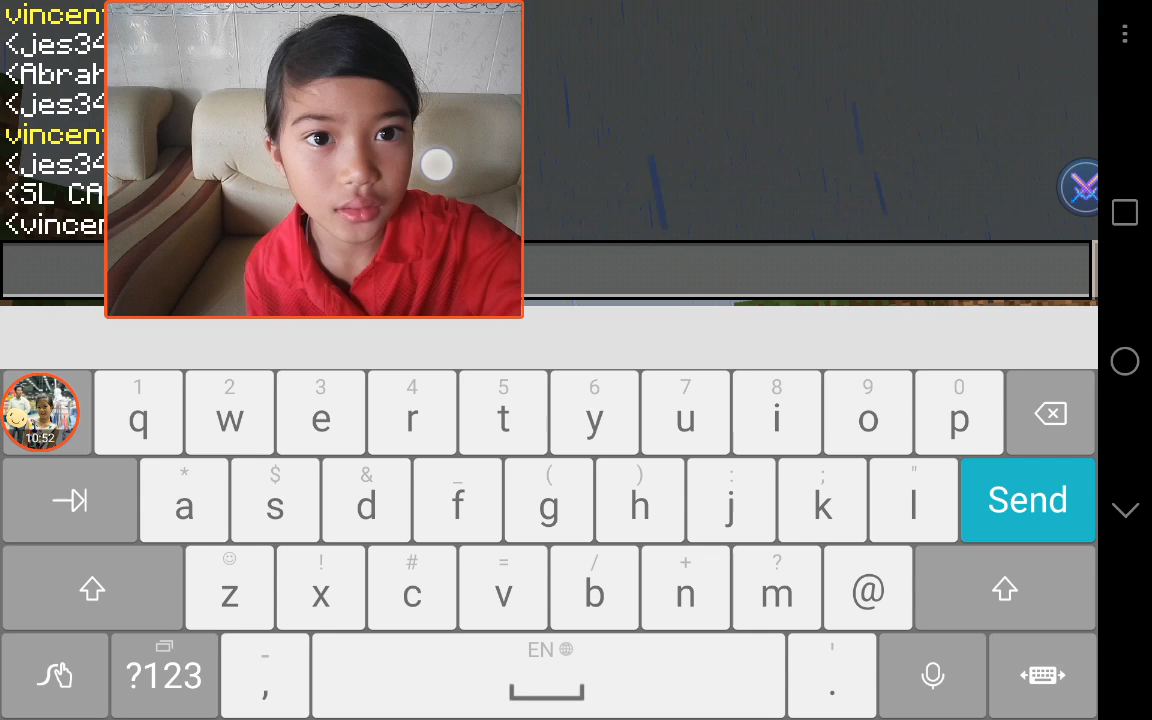 vincent
<jes34
<Abrah
<jes34
vincent
<jes34
<SL CA
<vincen
10:52
1 2 3 4 5 6 7 8 9 0
q w e r t y u i o p
* $ & _ ( ) : ; "
a s d f g h j k l Send
! # = / + ?
z x c v b n m @
- EN '
?123 , .